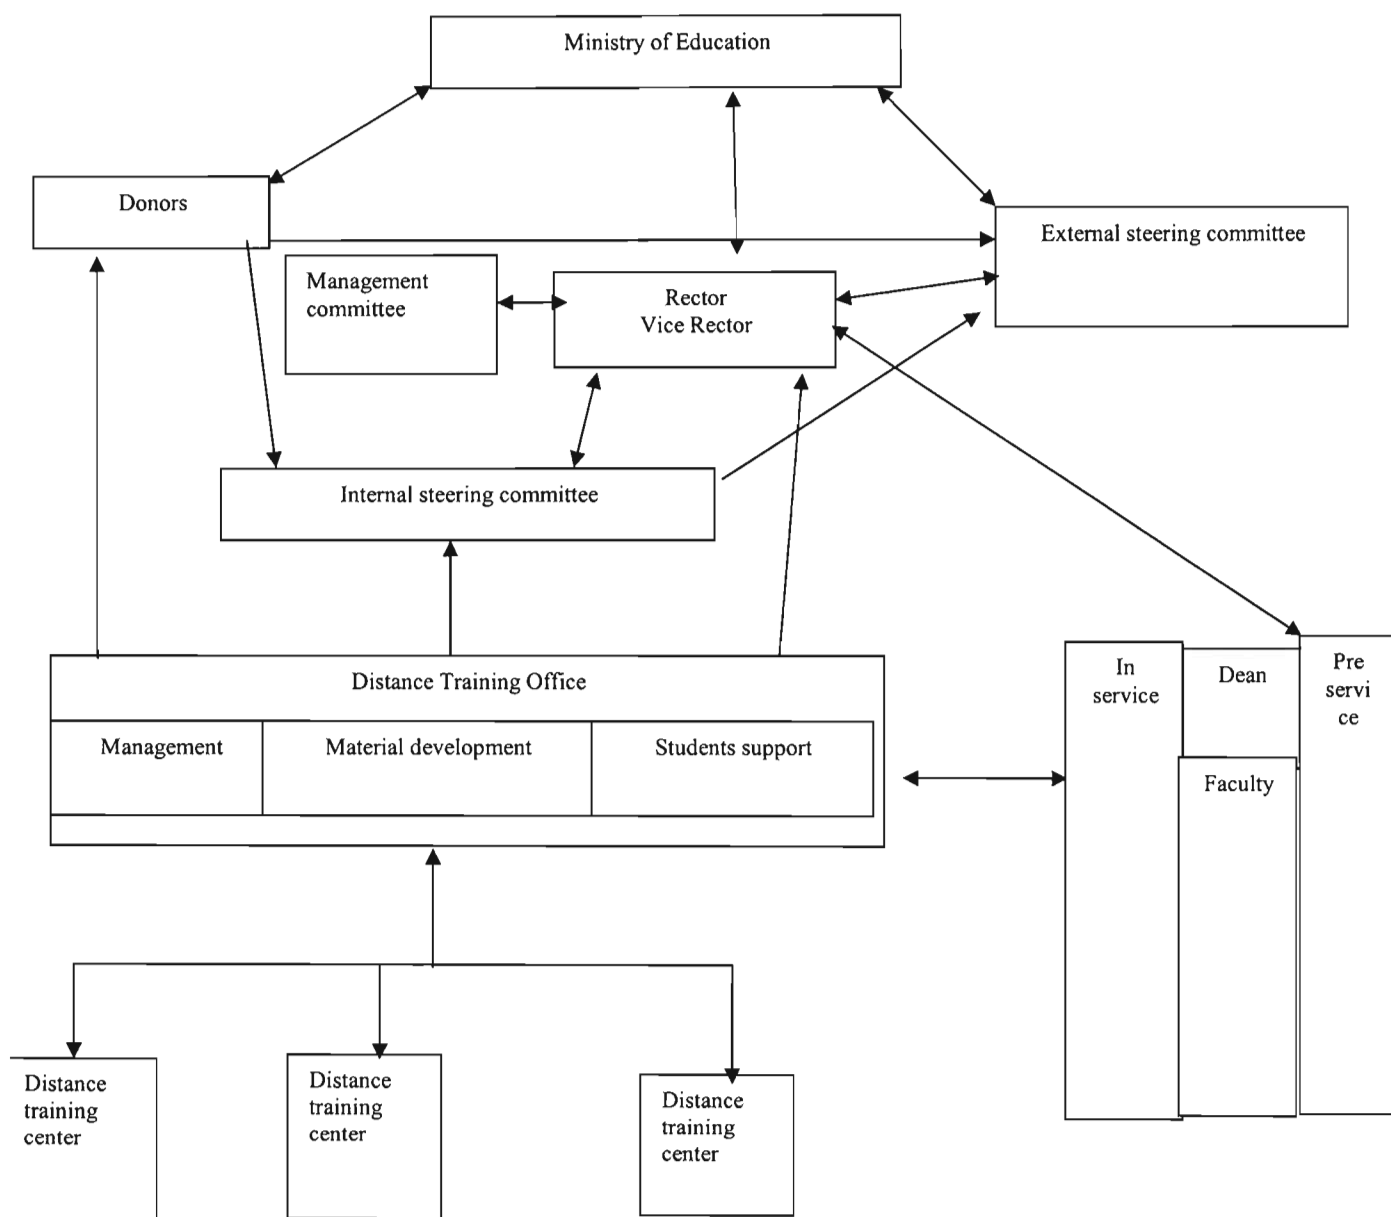 Ministry of Education
Donors
External steering committee
Management
committee
Rector
Vice Rector
Internal steering committee
Distance Training Office
Management
Material development
Students support
In
service
Dean
Pre
servi
ce
Faculty
Distance
training
center
Distance
training
center
Distance
training
center